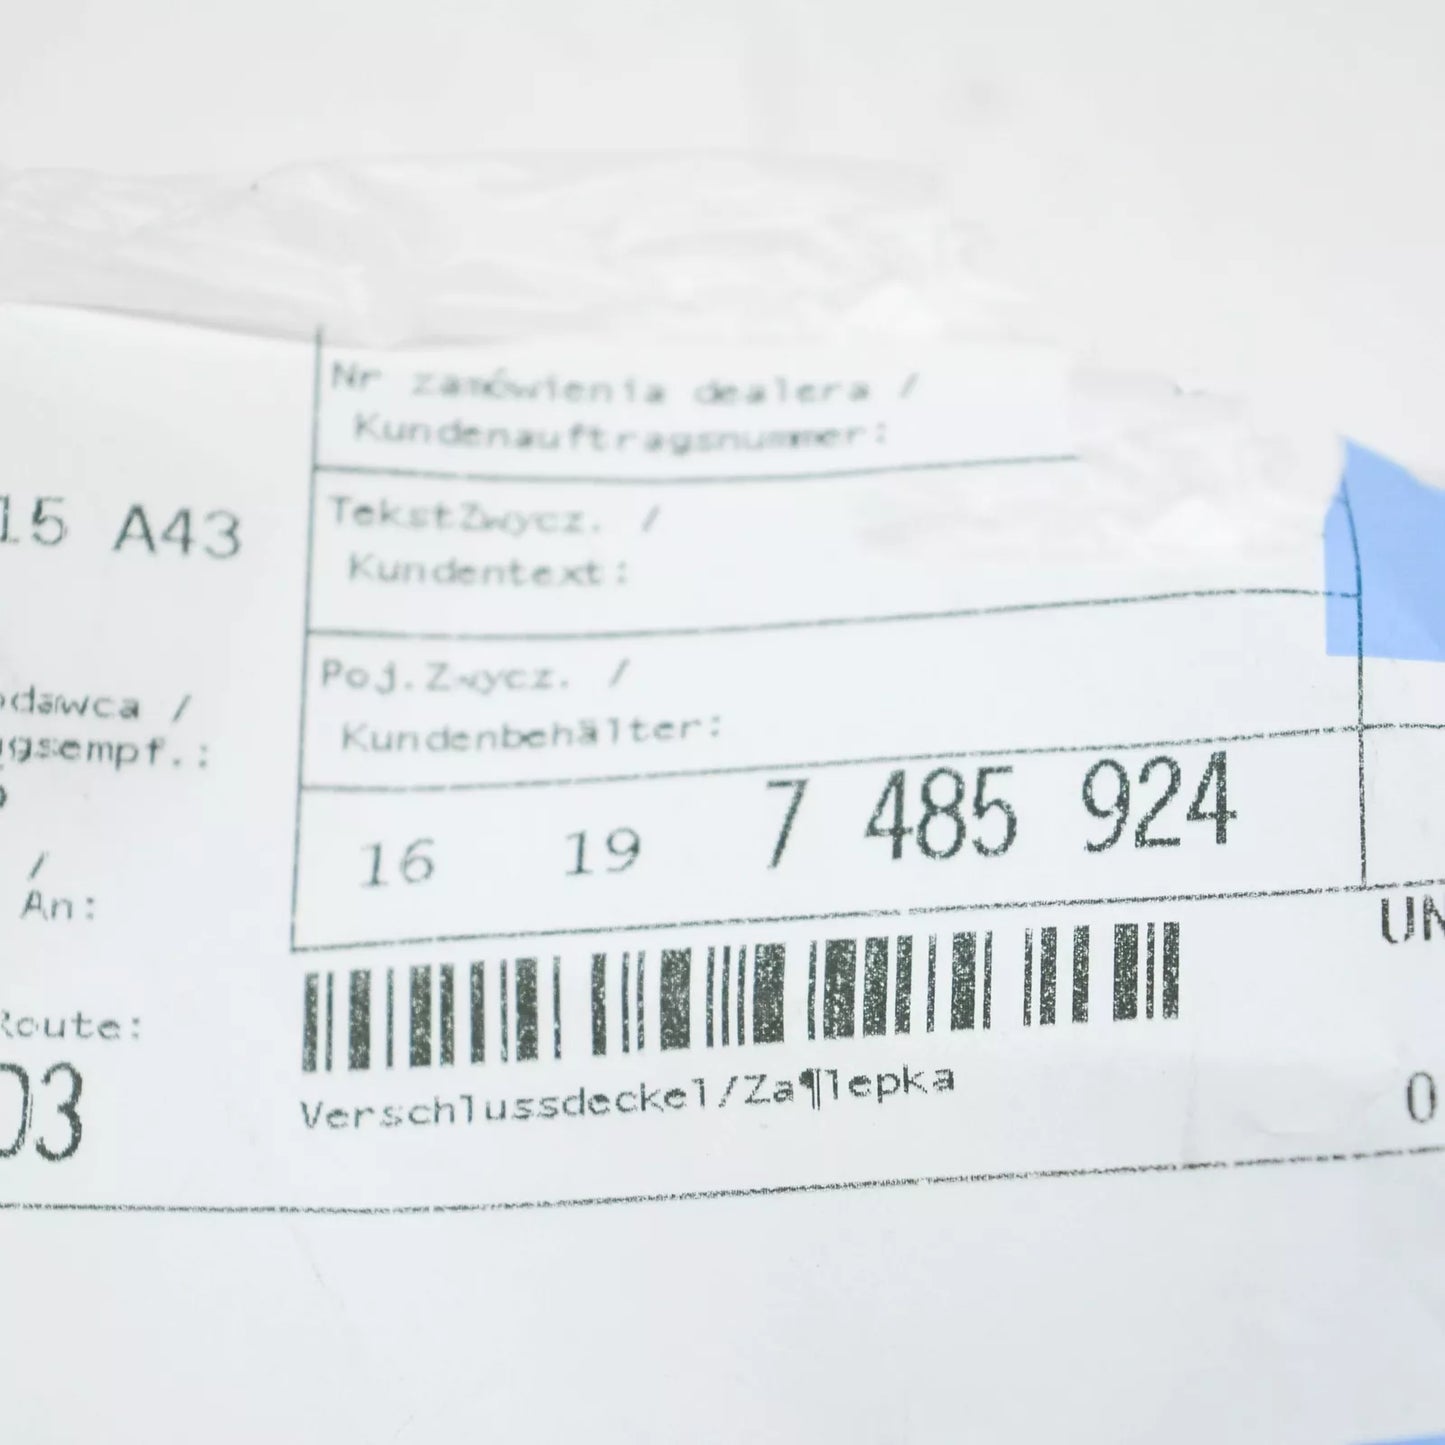 Nr zamówienia dealera /
Kundenauftragsnummer:
15 A43
TekstZwycz. /
Kundentext:
Poj.Zwycz. /
Kundenbehälter:
odawca /
gsempf.:
16 19 7 485 924
/
An:
UN
Route:
03
Verschlussdeckel/Za¶lepka
0